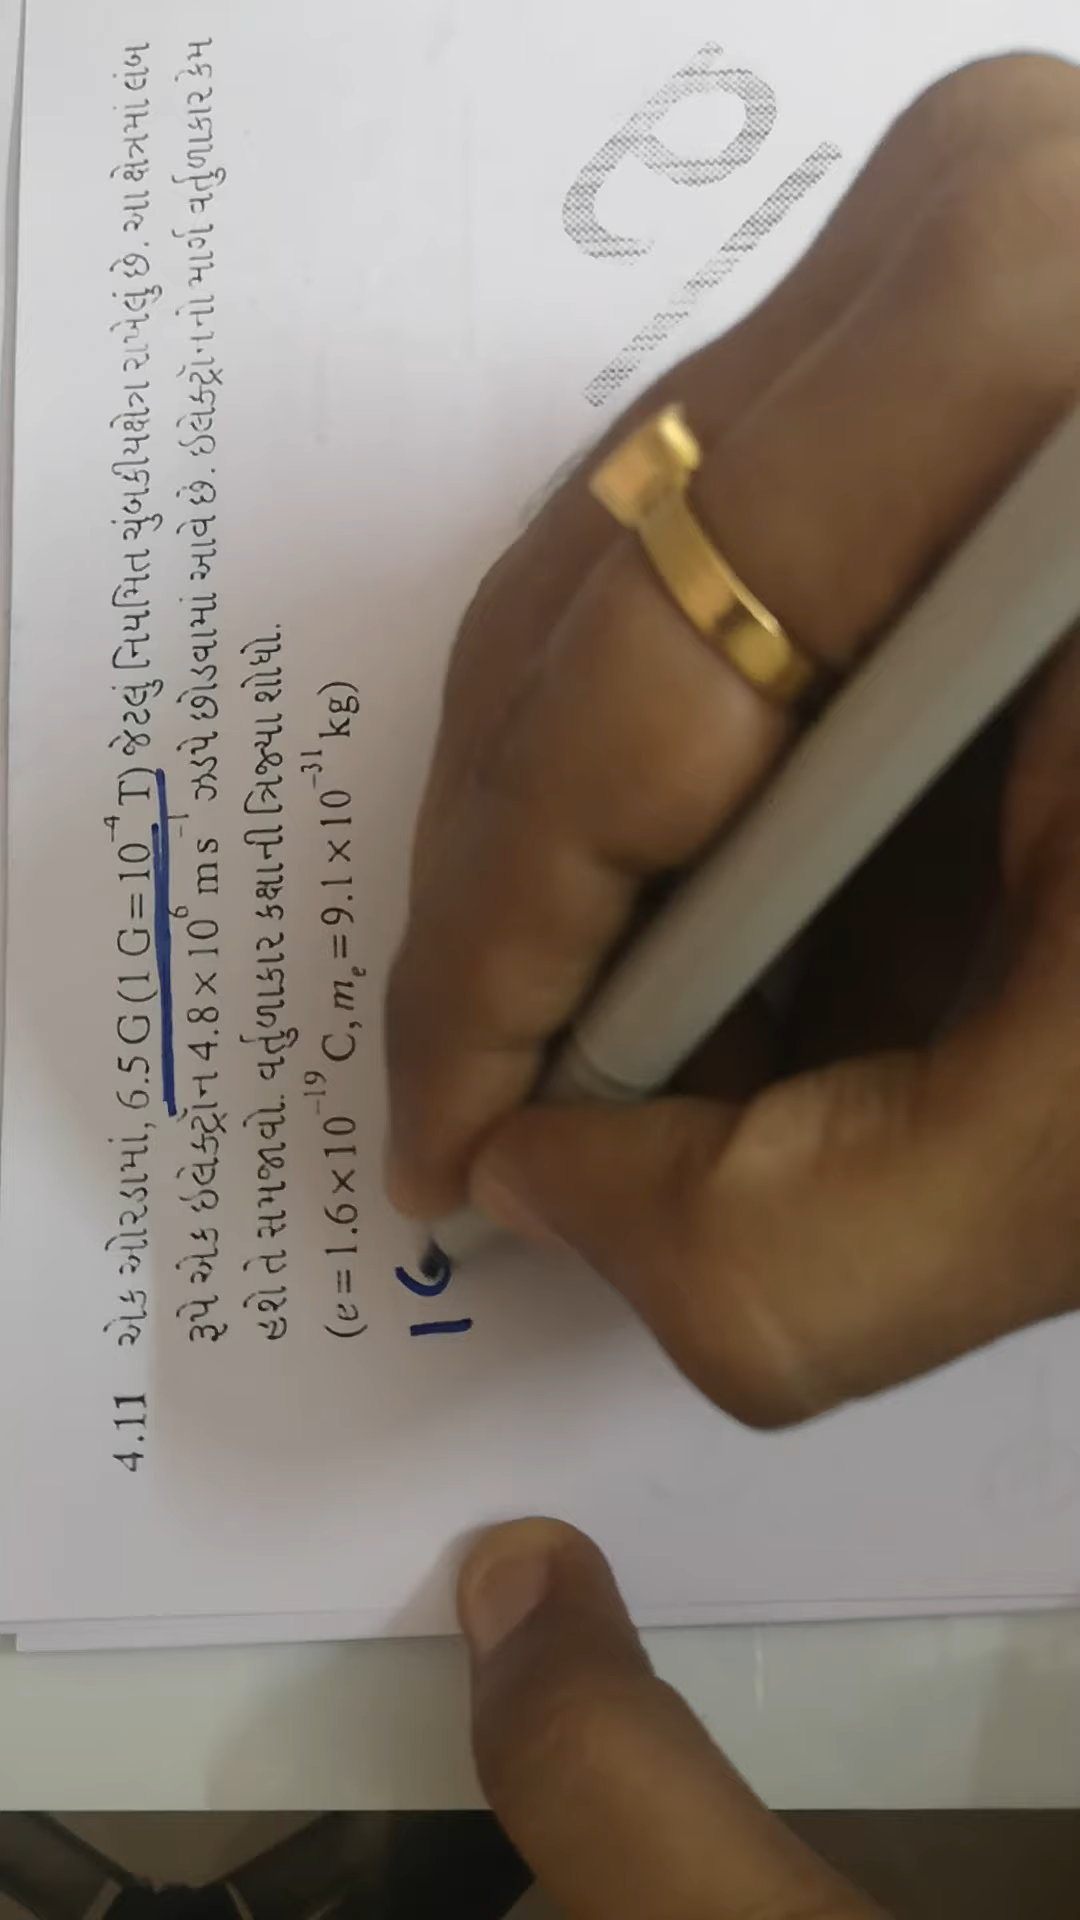 4.11 એક ઓરડામાં, 6.5 G (1 G = 10⁻⁴ T) જેટલું નિયમિત ચુંબકીયક્ષેત્ર રાખેલું છે. આ ક્ષેત્રમાં લંબ
રૂપે એક ઇલેક્ટ્રોન 4.8 × 10⁶ ms⁻¹ ઝડપે છોડવામાં આવે છે. ઇલેક્ટ્રોનનો માર્ગ વર્તુળાકાર કેમ
હશે તે સમજાવો. વર્તુળાકાર કક્ષાની ત્રિજ્યા શોધો.
(e = 1.6 × 10⁻¹⁹ C, mₑ = 9.1 × 10⁻³¹ kg)